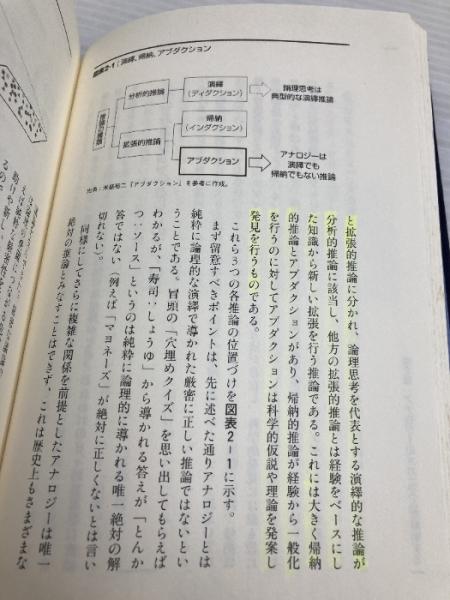 図表2-1｜演繹、帰納、アブダクション
推論の種類
分析的推論
拡張的推論
演繹
（ディダクション）
帰納
（インダクション）
アブダクション
論理思考は
典型的な演繹推論
アナロジーは
演繹でも
帰納でもない推論
出典：米盛裕二『アブダクション』を参考に作成。
と拡張的推論に分かれ、論理思考を代表とする演繹的な推論が
分析的推論に該当し、他方の拡張的推論とは経験をベースにし
た知識から新しい拡張を行う推論である。これには大きく帰納
的推論とアブダクションがあり、帰納的推論が経験から一般化
を行うのに対してアブダクションは科学的仮説や理論を発案し
発見を行うものである。
これら3つの各推論の位置づけを図表2-1に示す。
まず留意すべきポイントは、先に述べた通りアナロジーとは
純粋に論理的な演繹で導かれた厳密に正しい推論ではないとい
うことである。冒頭の「穴埋めクイズ」を思い出してもらえば
わかるが、「寿司：しょうゆ」から導かれる答えが「とんか
つ：ソース」というのは純粋に論理的に導かれる唯一絶対の解
答ではない（例えば「マヨネーズ」が絶対に正しくないとは言い
切れない）。
同様にしてさらに複雑な関係を前提としたアナロジーは唯一
絶対の推論とみなすことはできず、これは歴史上もさまざまな